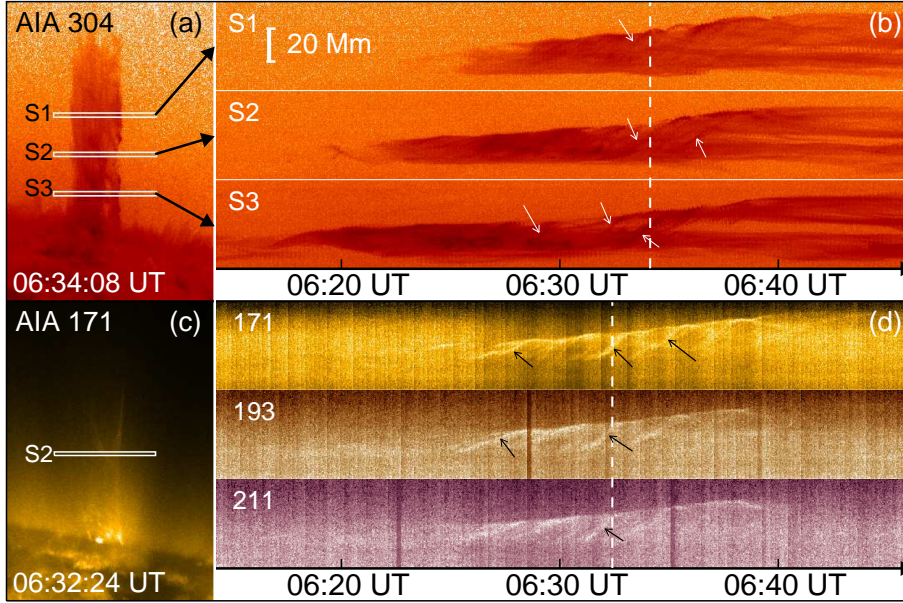 AIA 304 (a)
S1
S2
S3
06:34:08 UT
S1 (b)
20 Mm
S2
S3
06:20 UT 06:30 UT 06:40 UT
AIA 171 (c)
S2
06:32:24 UT
171 (d)
193
211
06:20 UT 06:30 UT 06:40 UT